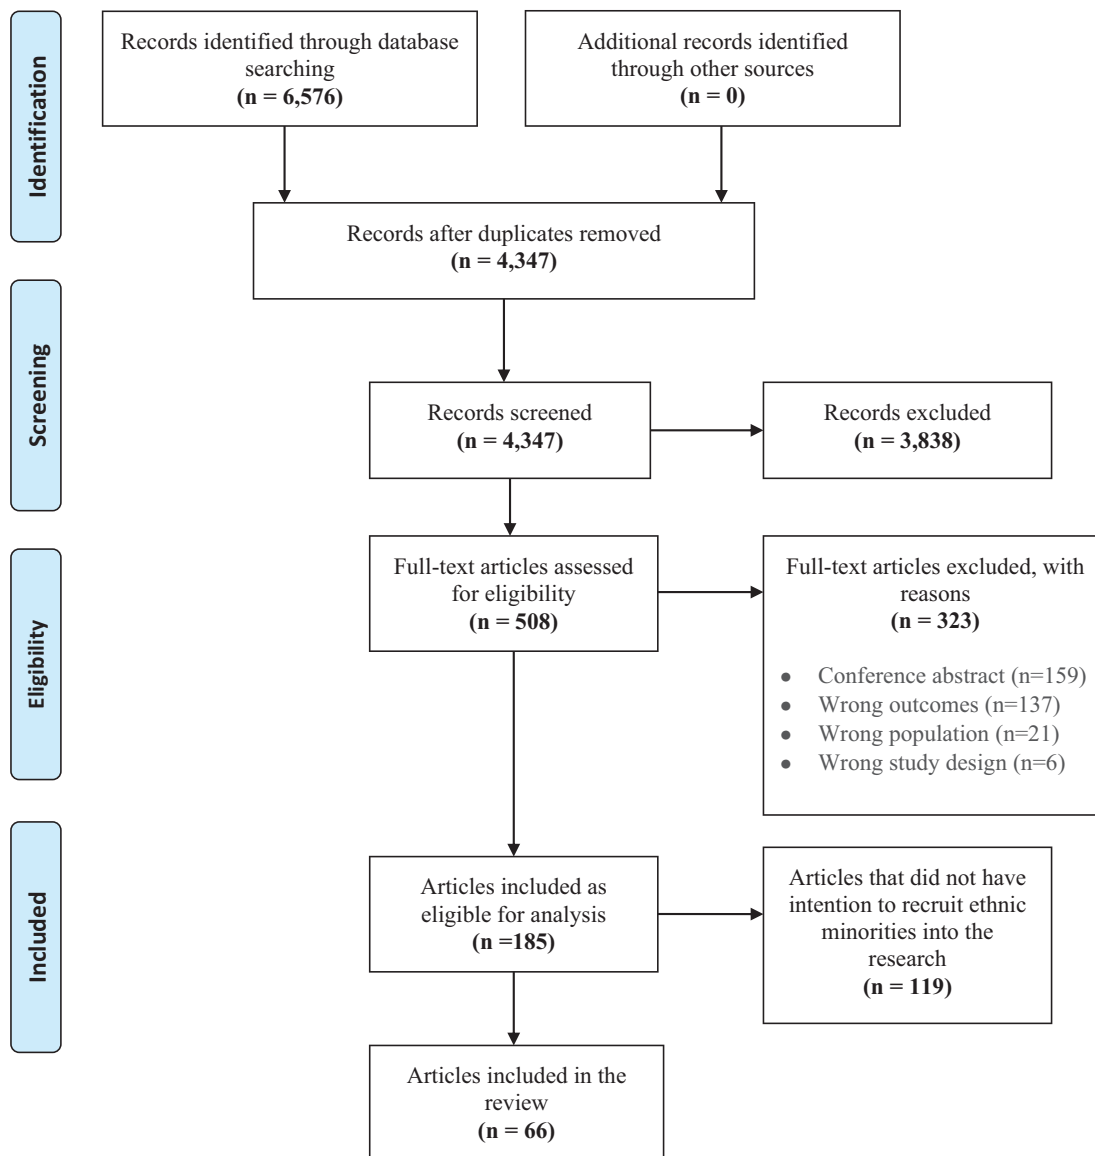 Identification
Records identified through database
searching
(n = 6,576)
Additional records identified
through other sources
(n = 0)
Records after duplicates removed
(n = 4,347)
Screening
Records screened
(n = 4,347)
Records excluded
(n = 3,838)
Eligibility
Full-text articles assessed
for eligibility
(n = 508)
Full-text articles excluded, with
reasons
(n = 323)
● Conference abstract (n=159)
● Wrong outcomes (n=137)
● Wrong population (n=21)
● Wrong study design (n=6)
Included
Articles included as
eligible for analysis
(n =185)
Articles that did not have
intention to recruit ethnic
minorities into the
research
(n = 119)
Articles included in the
review
(n = 66)